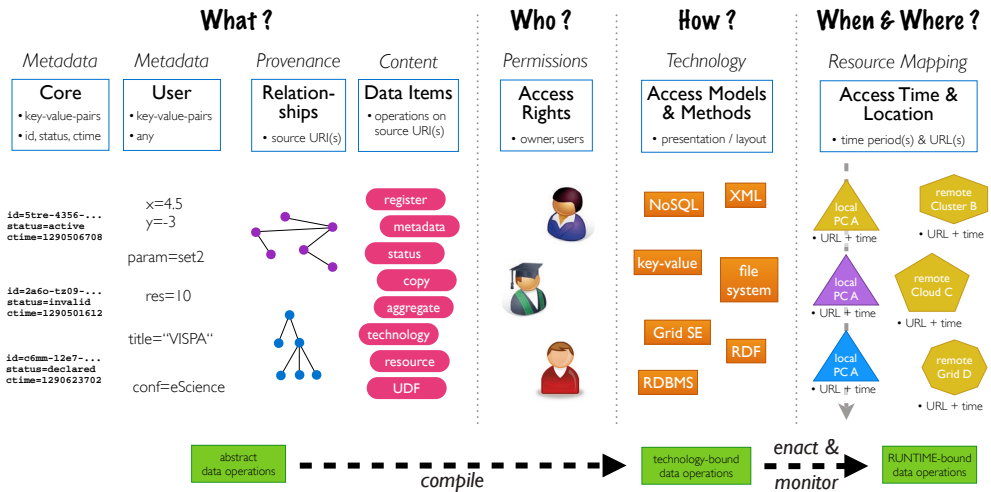 What ?
Who ?
How ?
When & Where ?
Metadata
Metadata
Provenance
Content
Permissions
Technology
Resource Mapping
Core
• key-value-pairs
• id, status, ctime
User
• key-value-pairs
• any
Relation-
ships
• source URI(s)
Data Items
• operations on
source URI(s)
Access
Rights
• owner, users
Access Models
& Methods
• presentation / layout
Access Time &
Location
• time period(s) & URL(s)
id=5tre-4356-...
status=active
ctime=1290506708
id=2a6o-tz09-...
status=invalid
ctime=1290501612
id=c6mm-12e7-...
status=declared
ctime=1290623702
x=4.5
y=-3
param=set2
res=10
title="VISPA"
conf=eScience
register
metadata
status
copy
aggregate
technology
resource
UDF
NoSQL
XML
key-value
file
system
Grid SE
RDF
RDBMS
local
PC A
• URL + time
remote
Cluster B
• URL + time
local
PC A
• URL + time
remote
Cloud C
• URL + time
local
PC A
• URL + time
remote
Grid D
• URL + time
abstract
data operations
compile
technology-bound
data operations
enact &
monitor
RUNTIME-bound
data operations